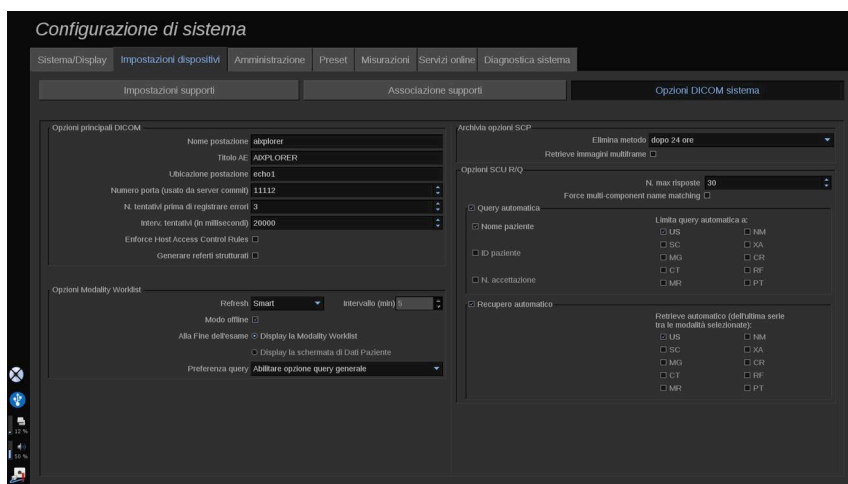 Configurazione di sistema
Sistema/Display Impostazioni dispositivi Amministrazione Preset Misurazioni Servizi online Diagnostica sistema
Impostazioni supporti Associazione supporti Opzioni DICOM sistema
Opzioni principali DICOM
Nome postazione aixplorer
Titolo AE AIXPLORER
Ubicazione postazione echo1
Numero porta (usato da server commit) 11112
N. tentativi prima di registrare errori 3
Interv. tentativi (in millisecondi) 20000
Enforce Host Access Control Rules
Generare referti strutturati
Opzioni Modality Worklist
Refresh Smart Intervallo (min) 5
Modo offline
Alla Fine dell'esame Display la Modality Worklist
Display la schermata di Dati Paziente
Preferenza query Abilitare opzione query generale
Archivia opzioni SCP
Elimina metodo dopo 24 ore
Retrieve immagini multiframe
Opzioni SCU R/Q
N. max risposte 30
Force multi-component name matching
Query automatica
Nome paziente
ID paziente
N. accettazione
Limita query automatica a:
US NM
SC XA
MG CR
CT RF
MR PT
Recupero automatico
Retrieve automatico (dell'ultima serie
tra le modalità selezionate):
US NM
SC XA
MG CR
CT RF
MR PT
12 %
50 %